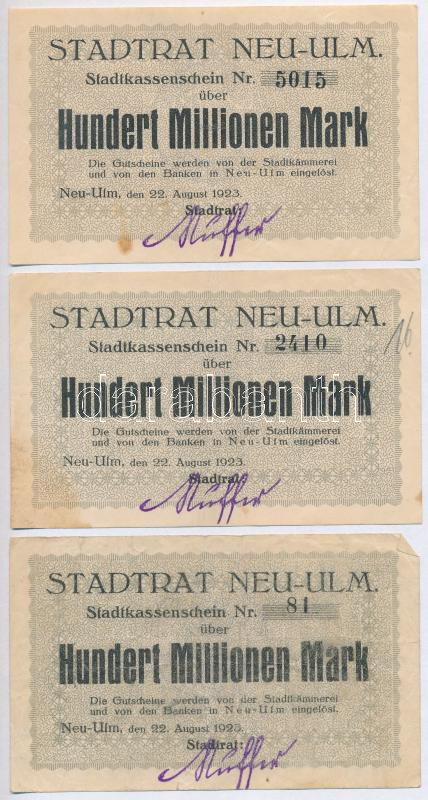 STADTRAT NEU-ULM.
Stadtkassenschein Nr. 5015
über
Hundert Millionen Mark
Die Gutscheine werden von der Stadtkämmerei
und von den Banken in Neu-Ulm eingelöst.
Neu-Ulm, den 22. August 1923.
Stadtrat:
STADTRAT NEU-ULM.
Stadtkassenschein Nr. 2410
16
über
Hundert Millionen Mark
darabanth
Die Gutscheine werden von der Stadtkämmerei
und von den Banken in Neu-Ulm eingelöst.
Neu-Ulm, den 22. August 1923.
Stadtrat:
STADTRAT NEU-ULM.
Stadtkassenschein Nr. 81
über
Hundert Millionen Mark
Die Gutscheine werden von der Stadtkämmerei
und von den Banken in Neu-Ulm eingelöst.
Neu-Ulm, den 22. August 1923.
Stadtrat: